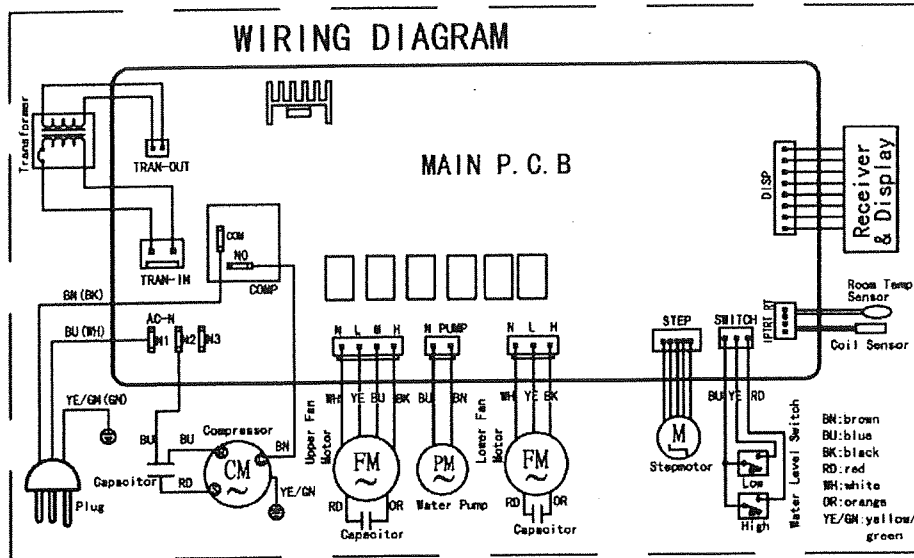 WIRING DIAGRAM
Transformer
TRAN-OUT
MAIN P.C.B
DISP
Receiver
& Display
COM
NO
TRAN-IN
COMP
BN(BK)
Room Temp
Sensor
AC-N
BU(WH)
N1
N2
N3
N L M H
N PUMP
N L H
STEP
SWITCH
RT
Coil Sensor
YE/GN(GN)
WH YE BU BK
BU BN
WH YE BK
BU YE RD
BU
BU
Compressor
BN
Upper Fan
Motor
Lower Fan
Motor
Water Level Switch
BN:brown
BU:blue
BK:black
RD:red
WH:white
OR:orange
YE/GN:yellow/
green
CM
~
FM
~
PM
~
FM
~
M
Stepmotor
Low
High
Capacitor
RD
YE/GN
RD OR
Water Pump
RD OR
Plug
Capacitor
Capacitor